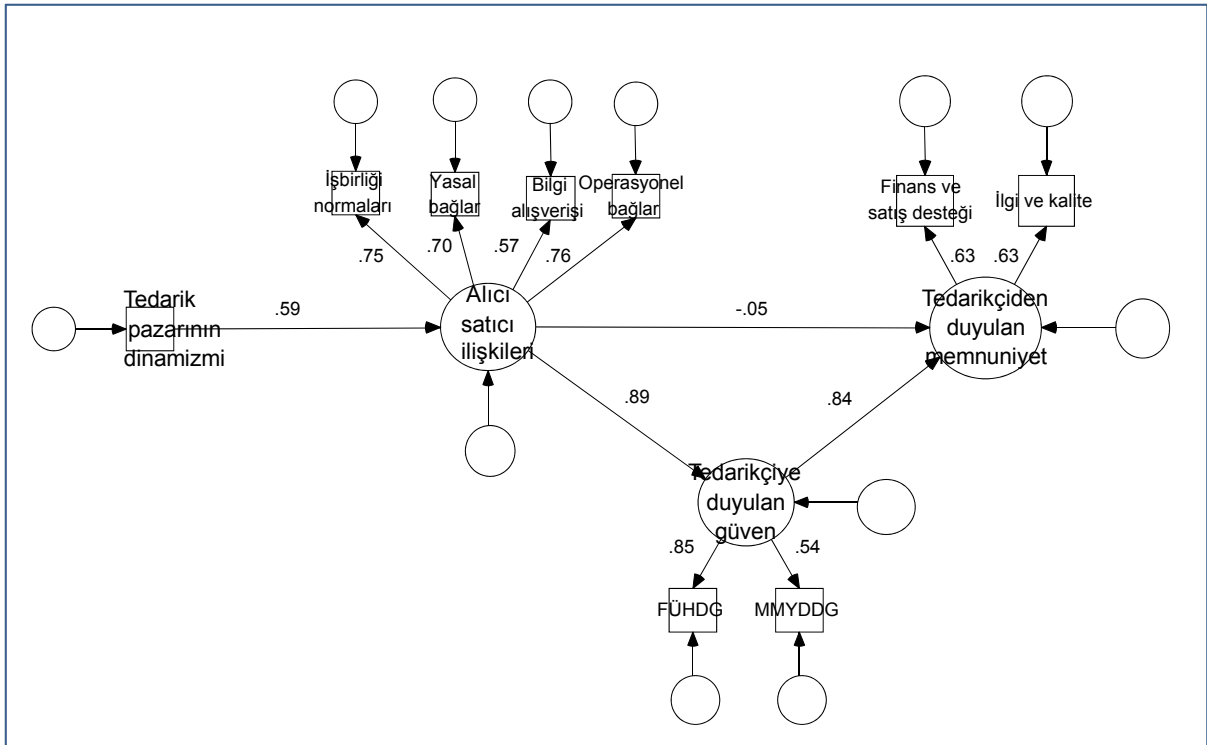 İşbirliği
normaları
Yasal
bağlar
Bilgi
alışverişi
Operasyonel
bağlar
Finans ve
satış desteği
İlgi ve kalite
.75
.70
.57
.76
.63
.63
Tedarik
pazarının
dinamizmi
.59
Alıcı
satıcı
ilişkileri
-.05
Tedarikçiden
duyulan
memnuniyet
.89
.84
Tedarikçiye
duyulan
güven
.85
.54
FÜHDG
MMYDDG